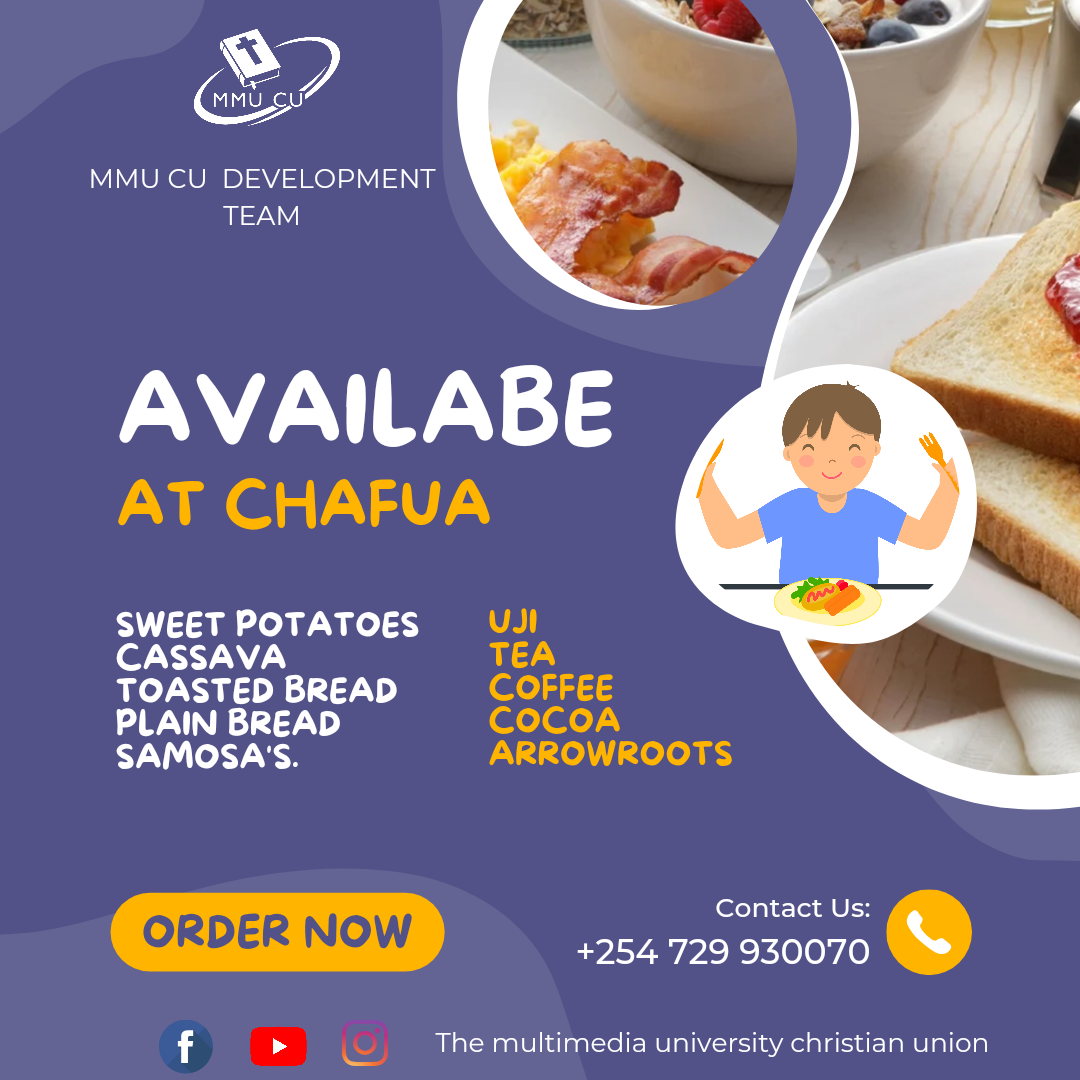 MMU CU
MMU CU DEVELOPMENT
TEAM
AVAILABE
AT CHAFUA
SWEET POTATOES
CASSAVA
TOASTED BREAD
PLAIN BREAD
SAMOSA'S.
UJI
TEA
COFFEE
COCOA
ARROWROOTS
ORDER NOW
Contact Us:
+254 729 930070
The multimedia university christian union